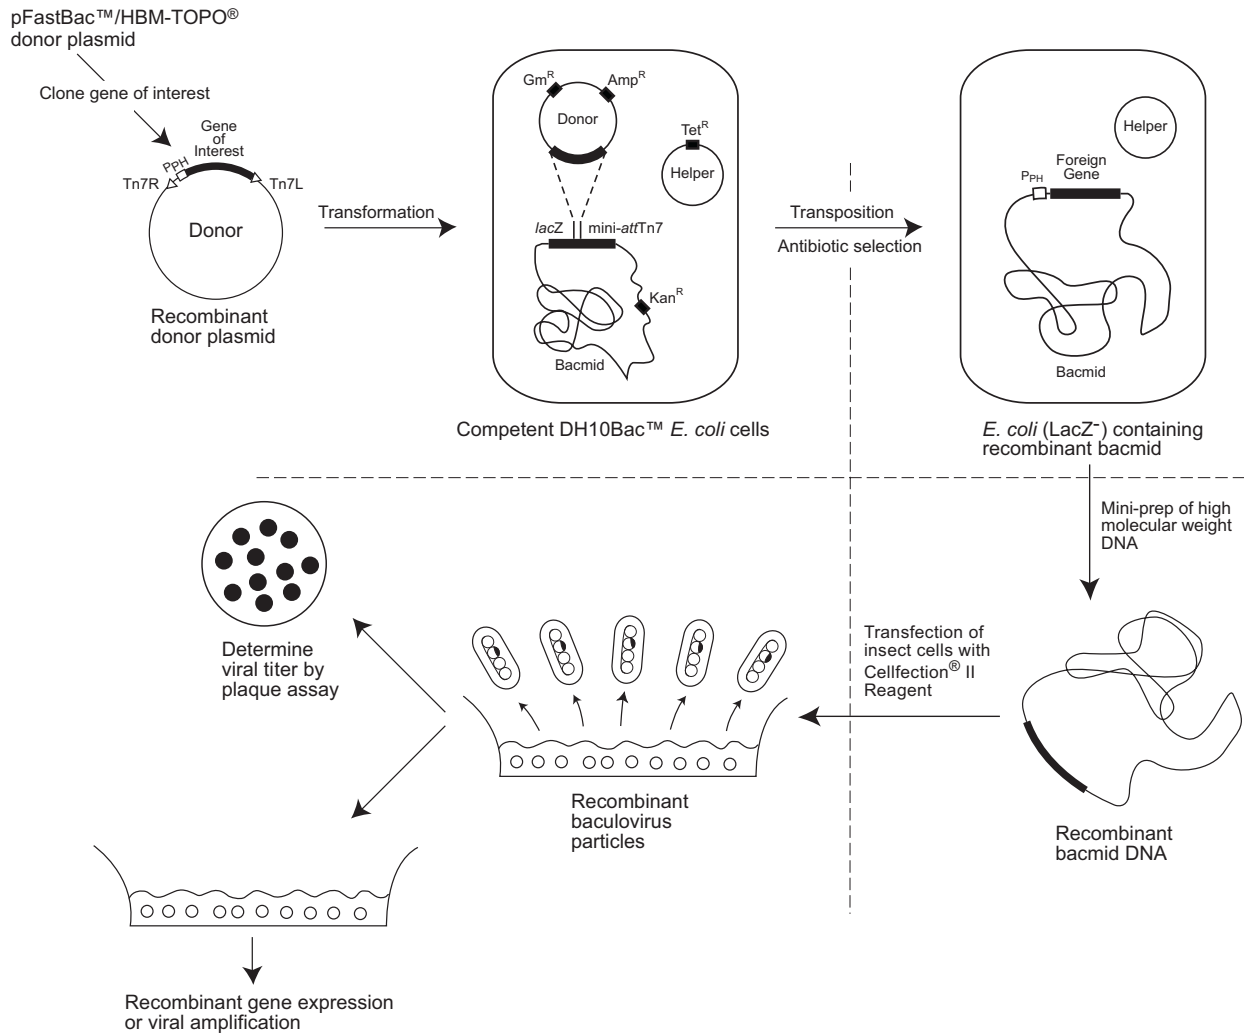 pFastBac™/HBM-TOPO®
donor plasmid
Clone gene of interest
Gene
of
Interest
PPH
Tn7R
Tn7L
Donor
Recombinant
donor plasmid
Transformation
GmR
AmpR
Donor
TetR
Helper
lacZ
mini-attTn7
KanR
Bacmid
Competent DH10Bac™ E. coli cells
Transposition
Antibiotic selection
Helper
Foreign
Gene
PPH
Bacmid
E. coli (LacZ-) containing
recombinant bacmid
Mini-prep of high
molecular weight
DNA
Recombinant
bacmid DNA
Transfection of
insect cells with
Cellfection® II
Reagent
Recombinant
baculovirus
particles
Determine
viral titer by
plaque assay
Recombinant gene expression
or viral amplification